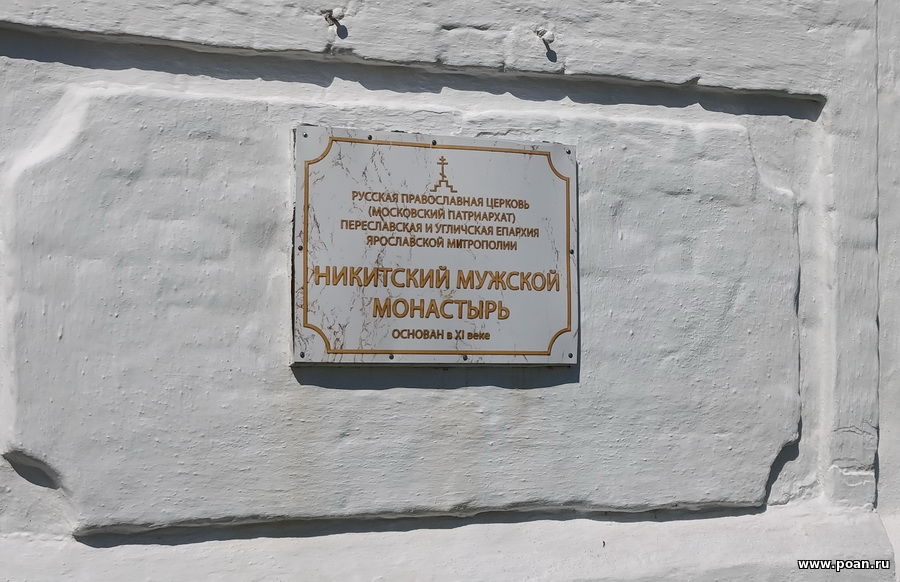 РУССКАЯ ПРАВОСЛАВНАЯ ЦЕРКОВЬ
(МОСКОВСКИЙ ПАТРИАРХАТ)
ПЕРЕСЛАВСКАЯ И УГЛИЧСКАЯ ЕПАРХИЯ
ЯРОСЛАВСКОЙ МИТРОПОЛИИ
НИКИТСКИЙ МУЖСКОЙ
МОНАСТЫРЬ
ОСНОВАН в XI веке
www.poan.ru